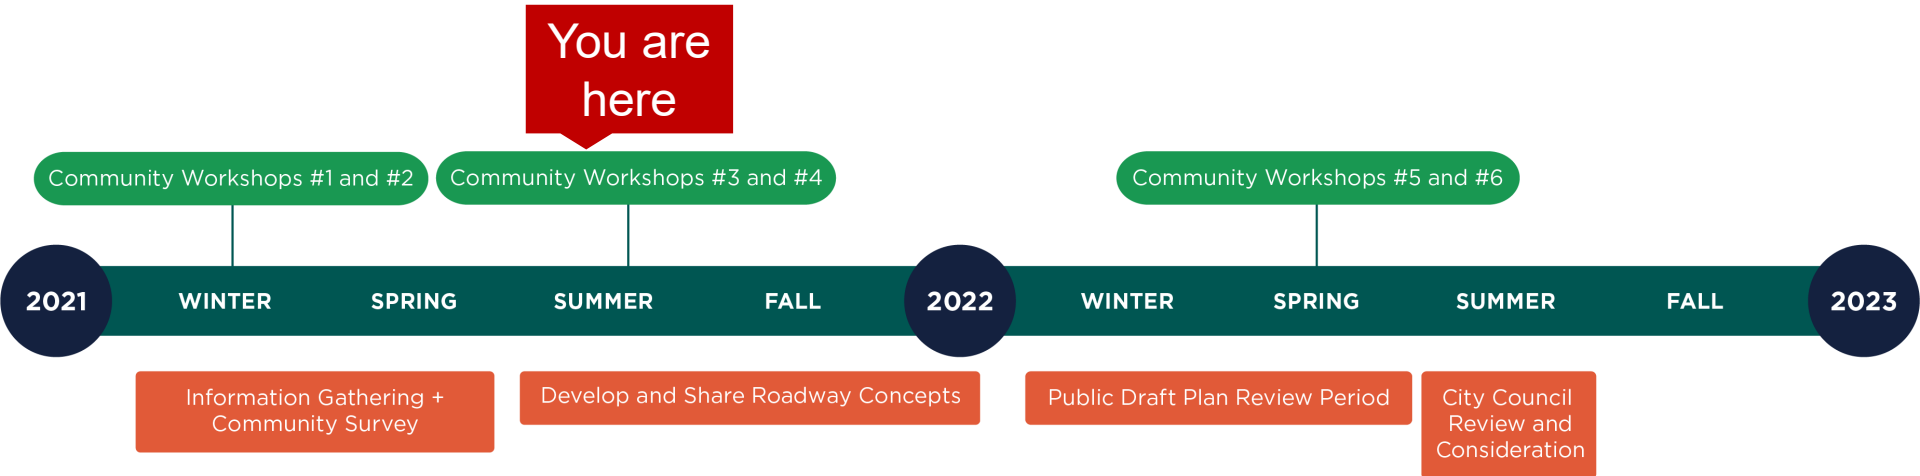 You are
here
Community Workshops #1 and #2
Community Workshops #3 and #4
Community Workshops #5 and #6
2021 WINTER SPRING SUMMER FALL 2022 WINTER SPRING SUMMER FALL 2023
Information Gathering +
Community Survey
Develop and Share Roadway Concepts
Public Draft Plan Review Period
City Council
Review and
Consideration